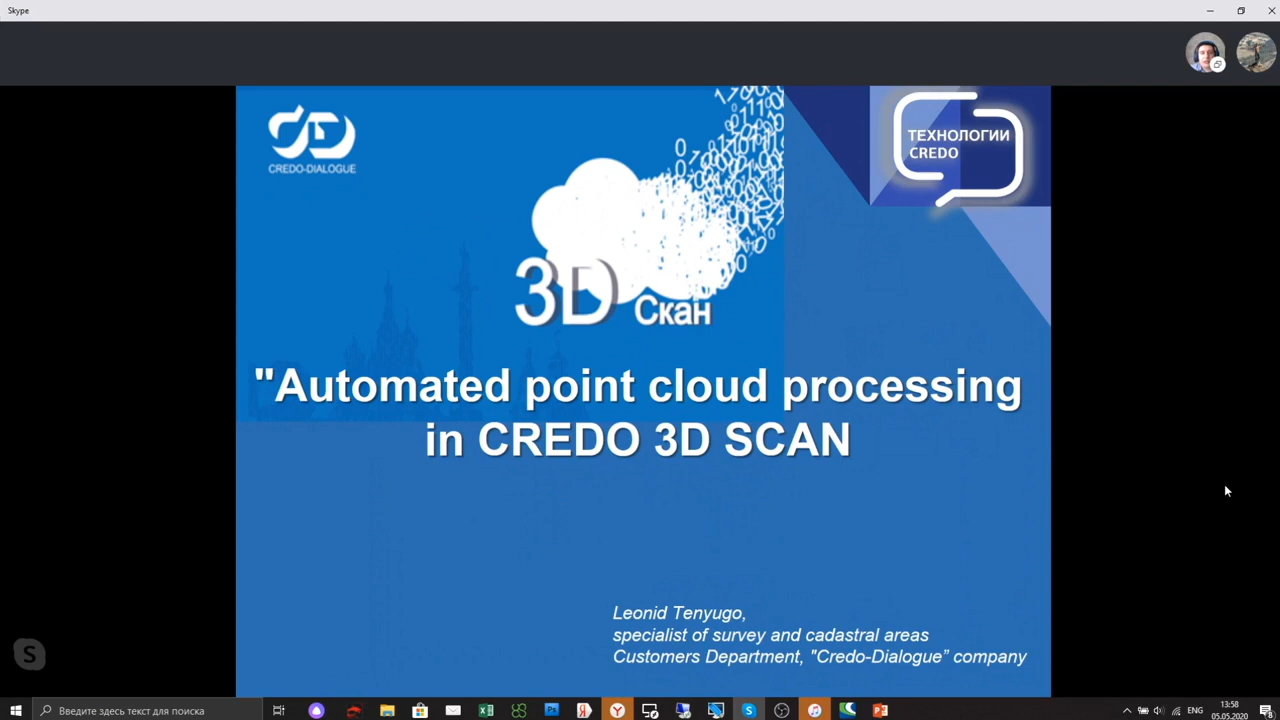 Skype
CREDO-DIALOGUE
ТЕХНОЛОГИИ
CREDO
3D Скан
"Automated point cloud processing
in CREDO 3D SCAN
Leonid Tenyugo,
specialist of survey and cadastral areas
Customers Department, "Credo-Dialogue” company
S
Введите здесь текст для поиска
ENG
13:58
05.05.2020